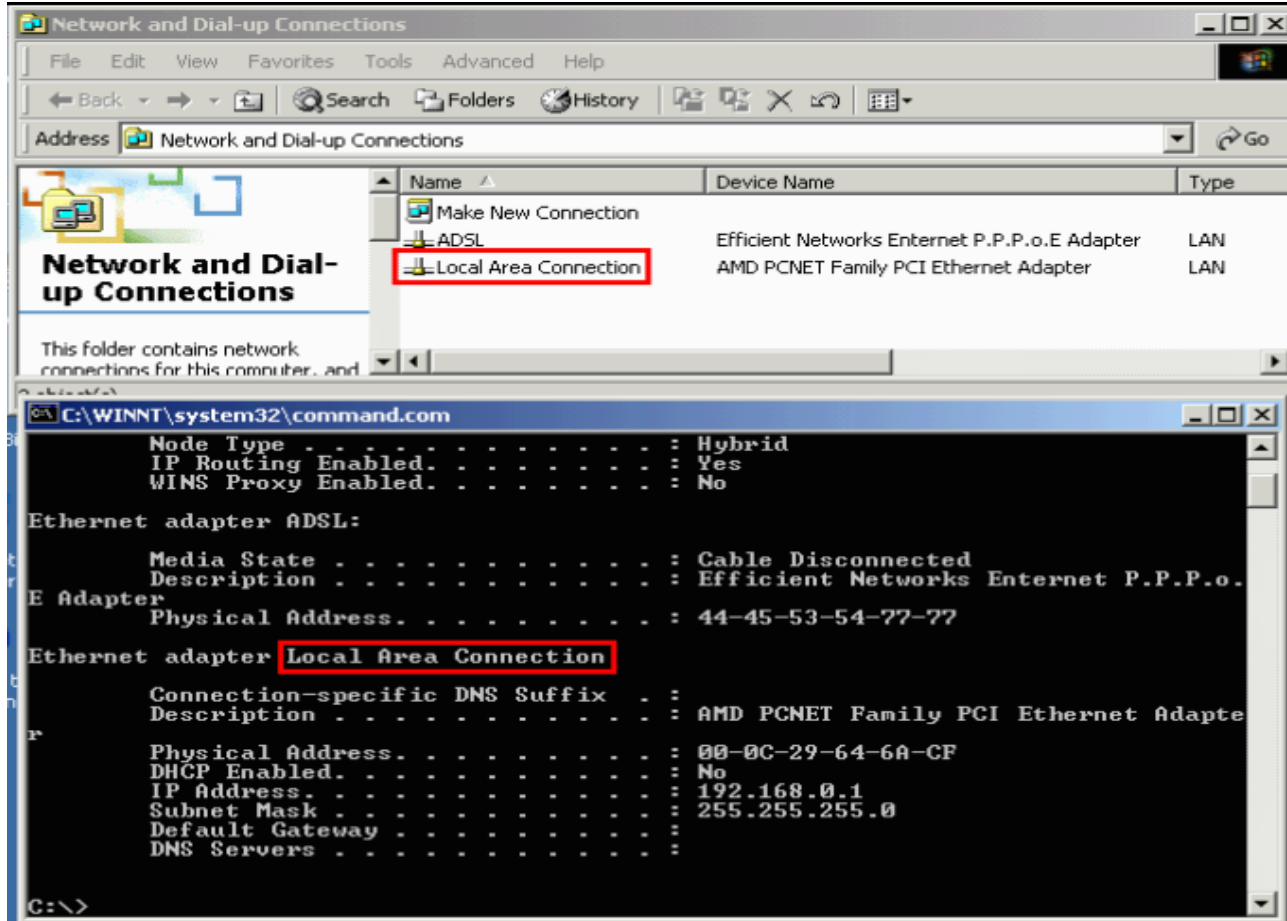 Network and Dial-up Connections
File Edit View Favorites Tools Advanced Help
Back Search Folders History
Address Network and Dial-up Connections Go
Name Device Name Type
Make New Connection
ADSL Efficient Networks Enternet P.P.P.o.E Adapter LAN
Local Area Connection AMD PCNET Family PCI Ethernet Adapter LAN
Network and Dial-
up Connections
This folder contains network
connections for this computer, and
object(s)
C:\WINNT\system32\command.com
Node Type . . . . . . . . . . . . : Hybrid
IP Routing Enabled. . . . . . . . : Yes
WINS Proxy Enabled. . . . . . . . : No
Ethernet adapter ADSL:
Media State . . . . . . . . . . . : Cable Disconnected
Description . . . . . . . . . . . : Efficient Networks Enternet P.P.P.o.
E Adapter
Physical Address. . . . . . . . . : 44-45-53-54-77-77
Ethernet adapter Local Area Connection
Connection-specific DNS Suffix . :
Description . . . . . . . . . . . : AMD PCNET Family PCI Ethernet Adapte
r
Physical Address. . . . . . . . . : 00-0C-29-64-6A-CF
DHCP Enabled. . . . . . . . . . . : No
IP Address. . . . . . . . . . . . : 192.168.0.1
Subnet Mask . . . . . . . . . . . : 255.255.255.0
Default Gateway . . . . . . . . . :
DNS Servers . . . . . . . . . . . :
C:\>